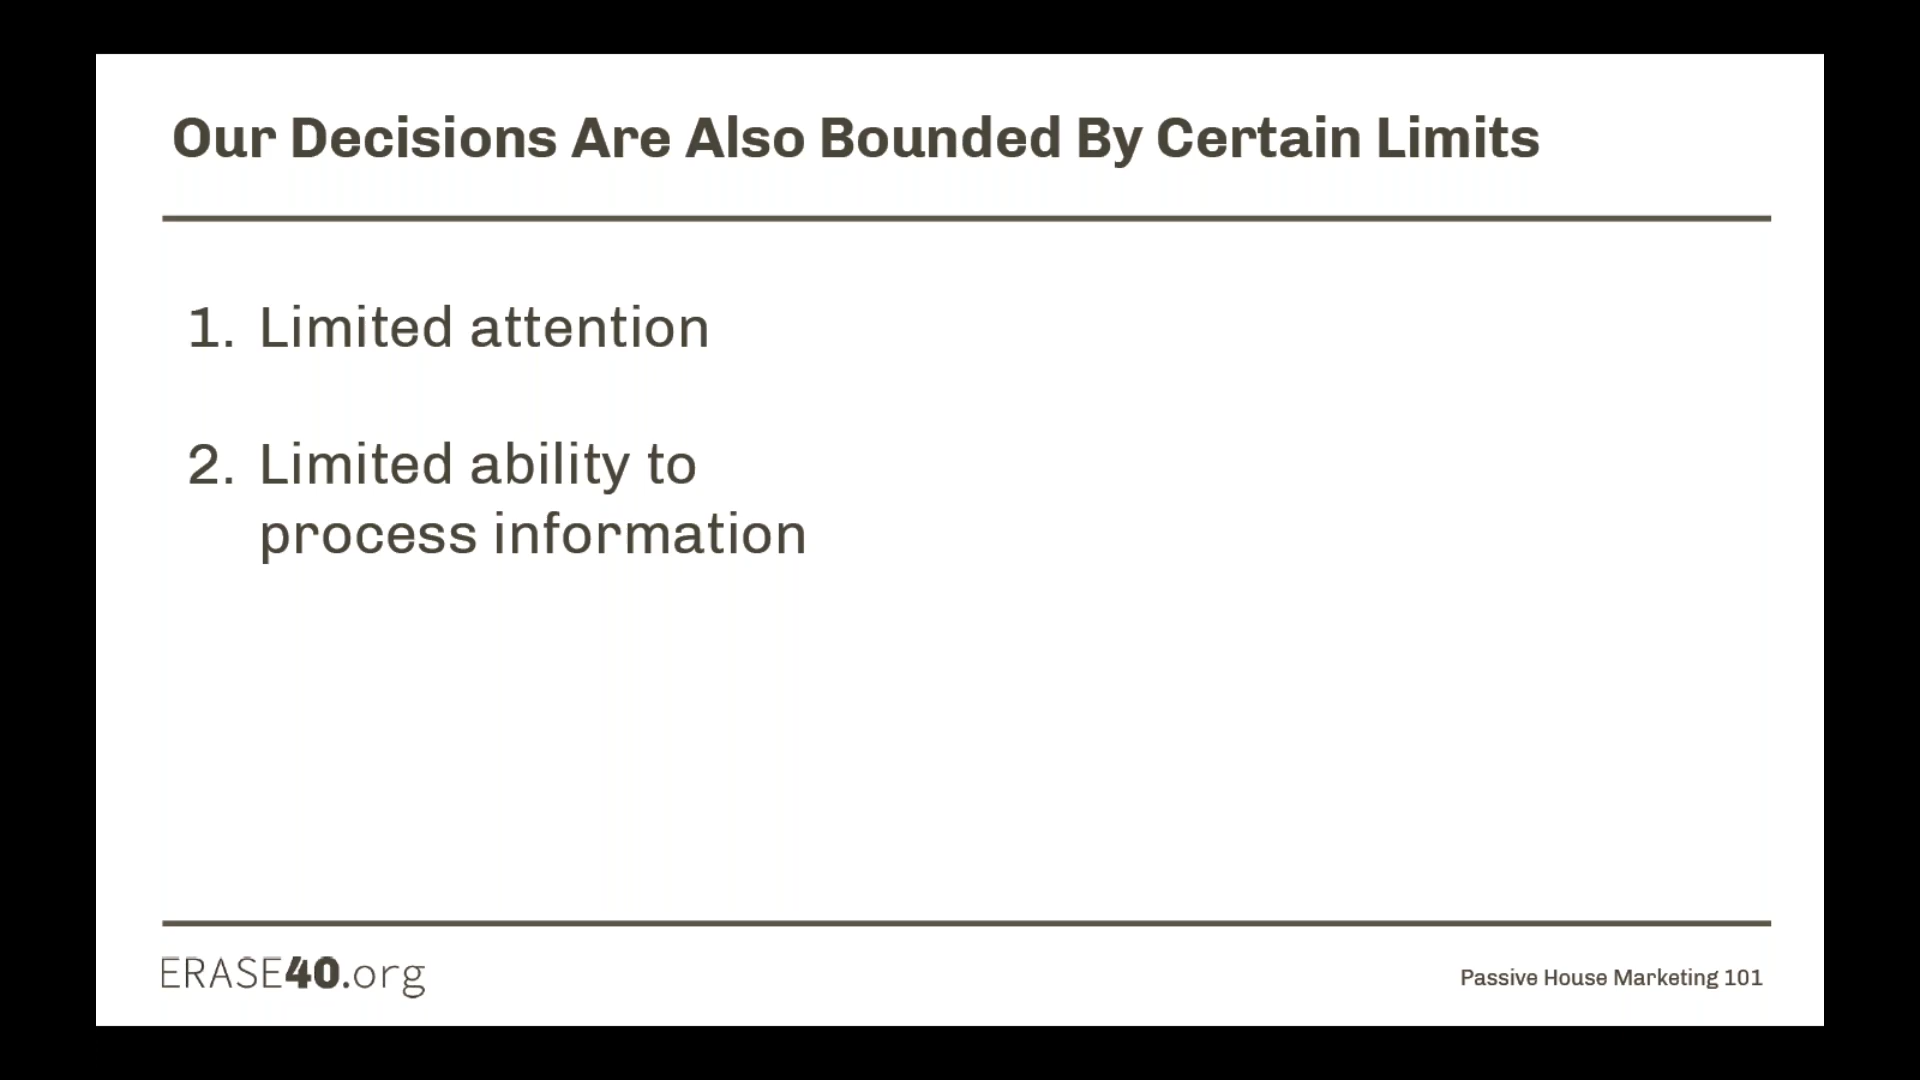 Our Decisions Are Also Bounded By Certain Limits
1. Limited attention
2. Limited ability to
process information
ERASE40.org
Passive House Marketing 101